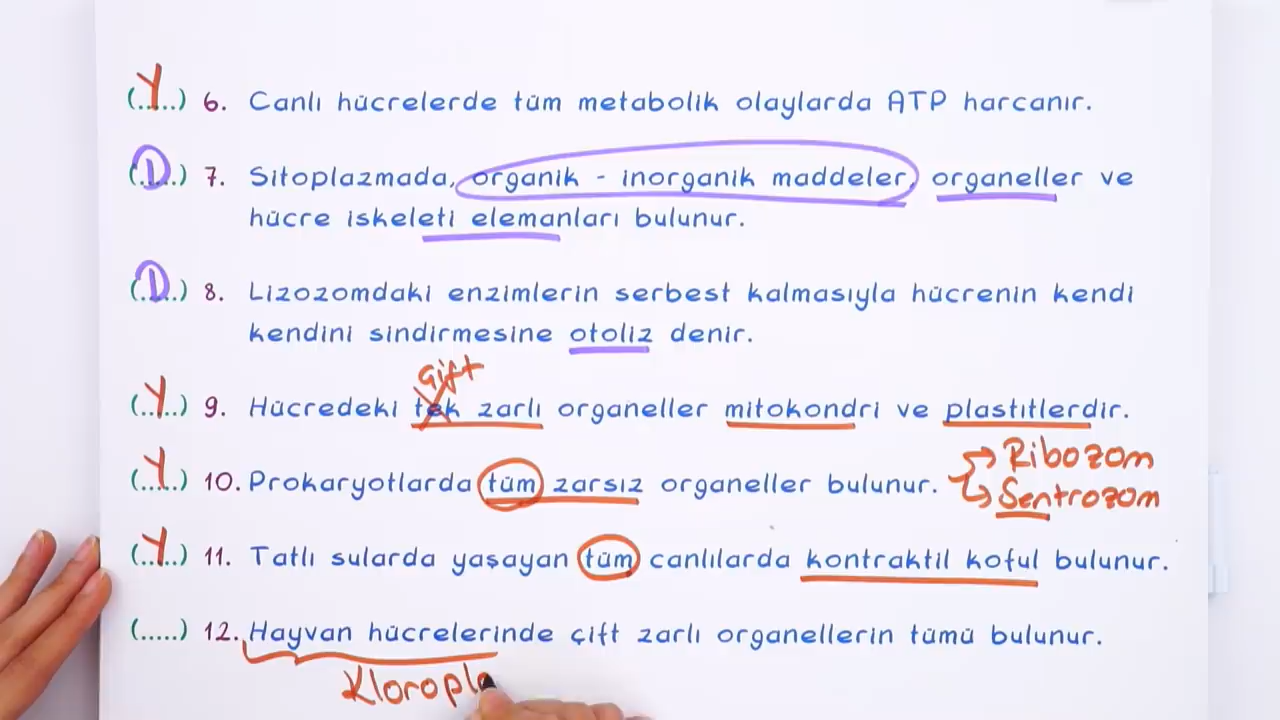 (..Y..) 6. Canlı hücrelerde tüm metabolik olaylarda ATP harcanır.
(..D..) 7. Sitoplazmada, organik - inorganik maddeler, organeller ve
hücre iskeleti elemanları bulunur.
(..D..) 8. Lizozomdaki enzimlerin serbest kalmasıyla hücrenin kendi
kendini sindirmesine otoliz denir.
Çift
(..Y..) 9. Hücredeki tek zarlı organeller mitokondri ve plastitlerdir.
Ribozom
(..Y..) 10. Prokaryotlarda tüm zarsız organeller bulunur.
Sentrozom
(..Y..) 11. Tatlı sularda yaşayan tüm canlılarda kontraktil koful bulunur.
(.....) 12. Hayvan hücrelerinde çift zarlı organellerin tümü bulunur.
Kloropl